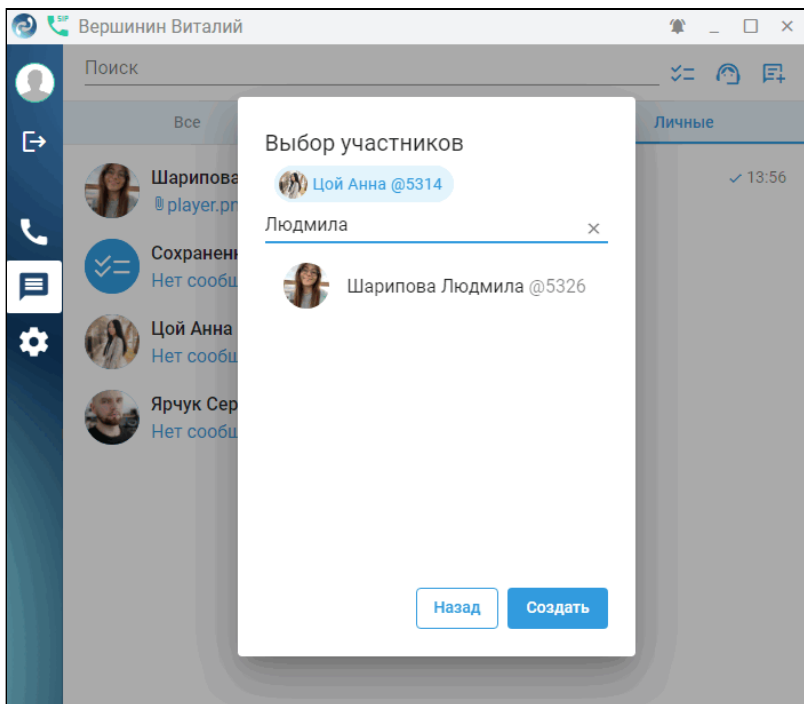 SIP
Вершинин Виталий
Поиск
Все
Личные
Выбор участников
Цой Анна @5314
Людмила
Шарипова Людмила @5326
Назад
Создать
Шарипова
13:56
player.pn
Сохранен
Нет сообщ
Цой Анна
Нет сообщ
Ярчук Сер
Нет сообщ